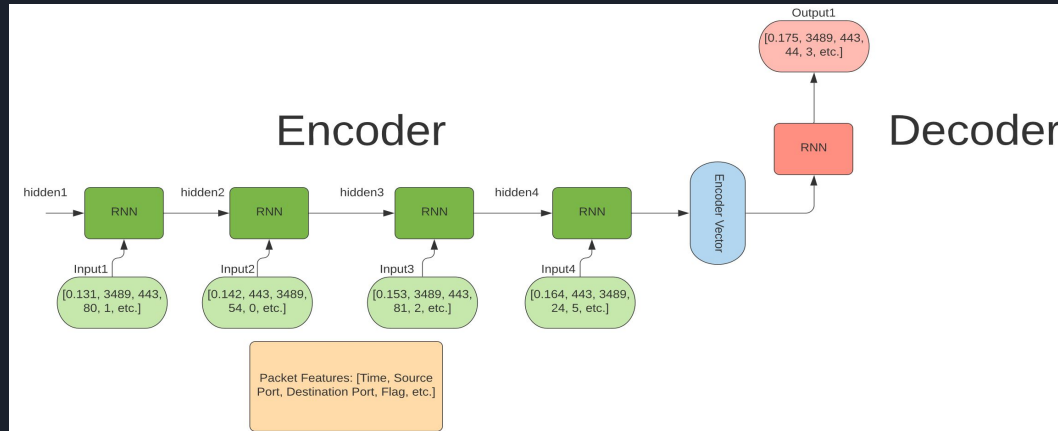 Output1
[0.175, 3489, 443,
44, 3, etc.]
Encoder
Decoder
RNN
hidden1
hidden2
hidden3
hidden4
RNN
RNN
RNN
RNN
Encoder Vector
Input1
Input2
Input3
Input4
[0.131, 3489, 443,
80, 1, etc.]
[0.142, 443, 3489,
54, 0, etc.]
[0.153, 3489, 443,
81, 2, etc.]
[0.164, 443, 3489,
24, 5, etc.]
Packet Features: [Time, Source
Port, Destination Port, Flag, etc.]